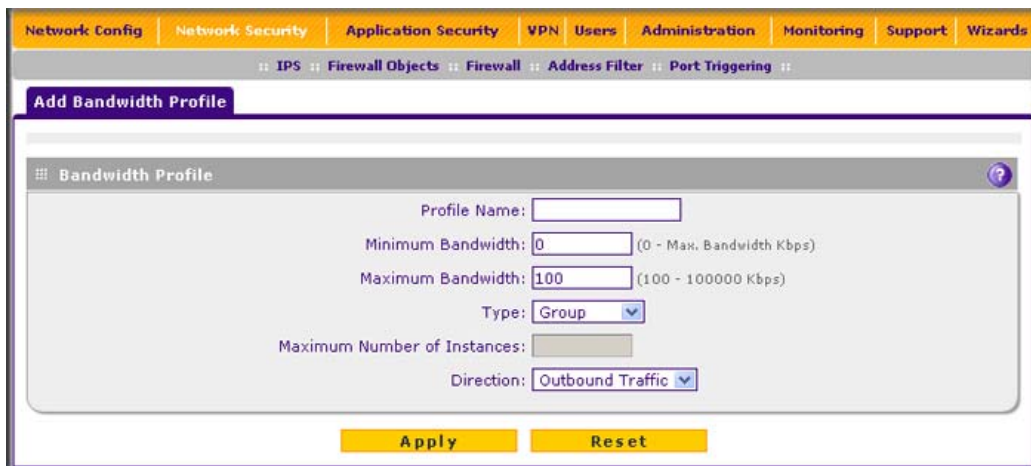 Network Config Network Security Application Security VPN Users Administration Monitoring Support Wizards
:: IPS :: Firewall Objects :: Firewall :: Address Filter :: Port Triggering ::
Add Bandwidth Profile
Bandwidth Profile ?
Profile Name:
Minimum Bandwidth: 0 (0 - Max. Bandwidth Kbps)
Maximum Bandwidth: 100 (100 - 100000 Kbps)
Type: Group
Maximum Number of Instances:
Direction: Outbound Traffic
Apply Reset